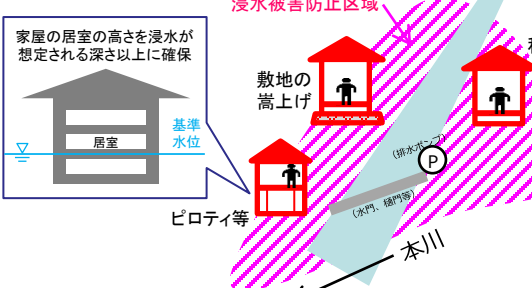 浸水被害防止区域
家屋の居室の高さを浸水が
想定される深さ以上に確保
居室
基準
水位
敷地の
嵩上げ
ピロティ等
(排水ポンプ)
P
(水門、樋門等)
本川